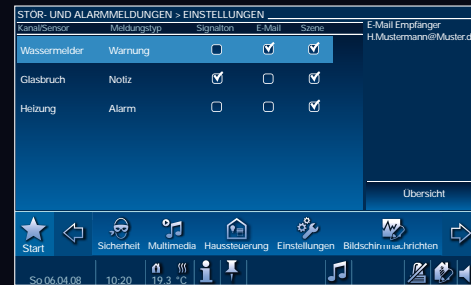 STÖR- UND ALARMMELDUNGEN > EINSTELLUNGEN
Kanal/Sensor Meldungstyp Signalton E-Mail Szene
E-Mail Empfänger
H.Mustermann@Muster.d
Wassermelder Warnung
Glasbruch Notiz
Heizung Alarm
Übersicht
Start Sicherheit Multimedia Haussteuerung Einstellungen Bildschirmnachrichten
So 06.04.08 10:20 19.3 °C